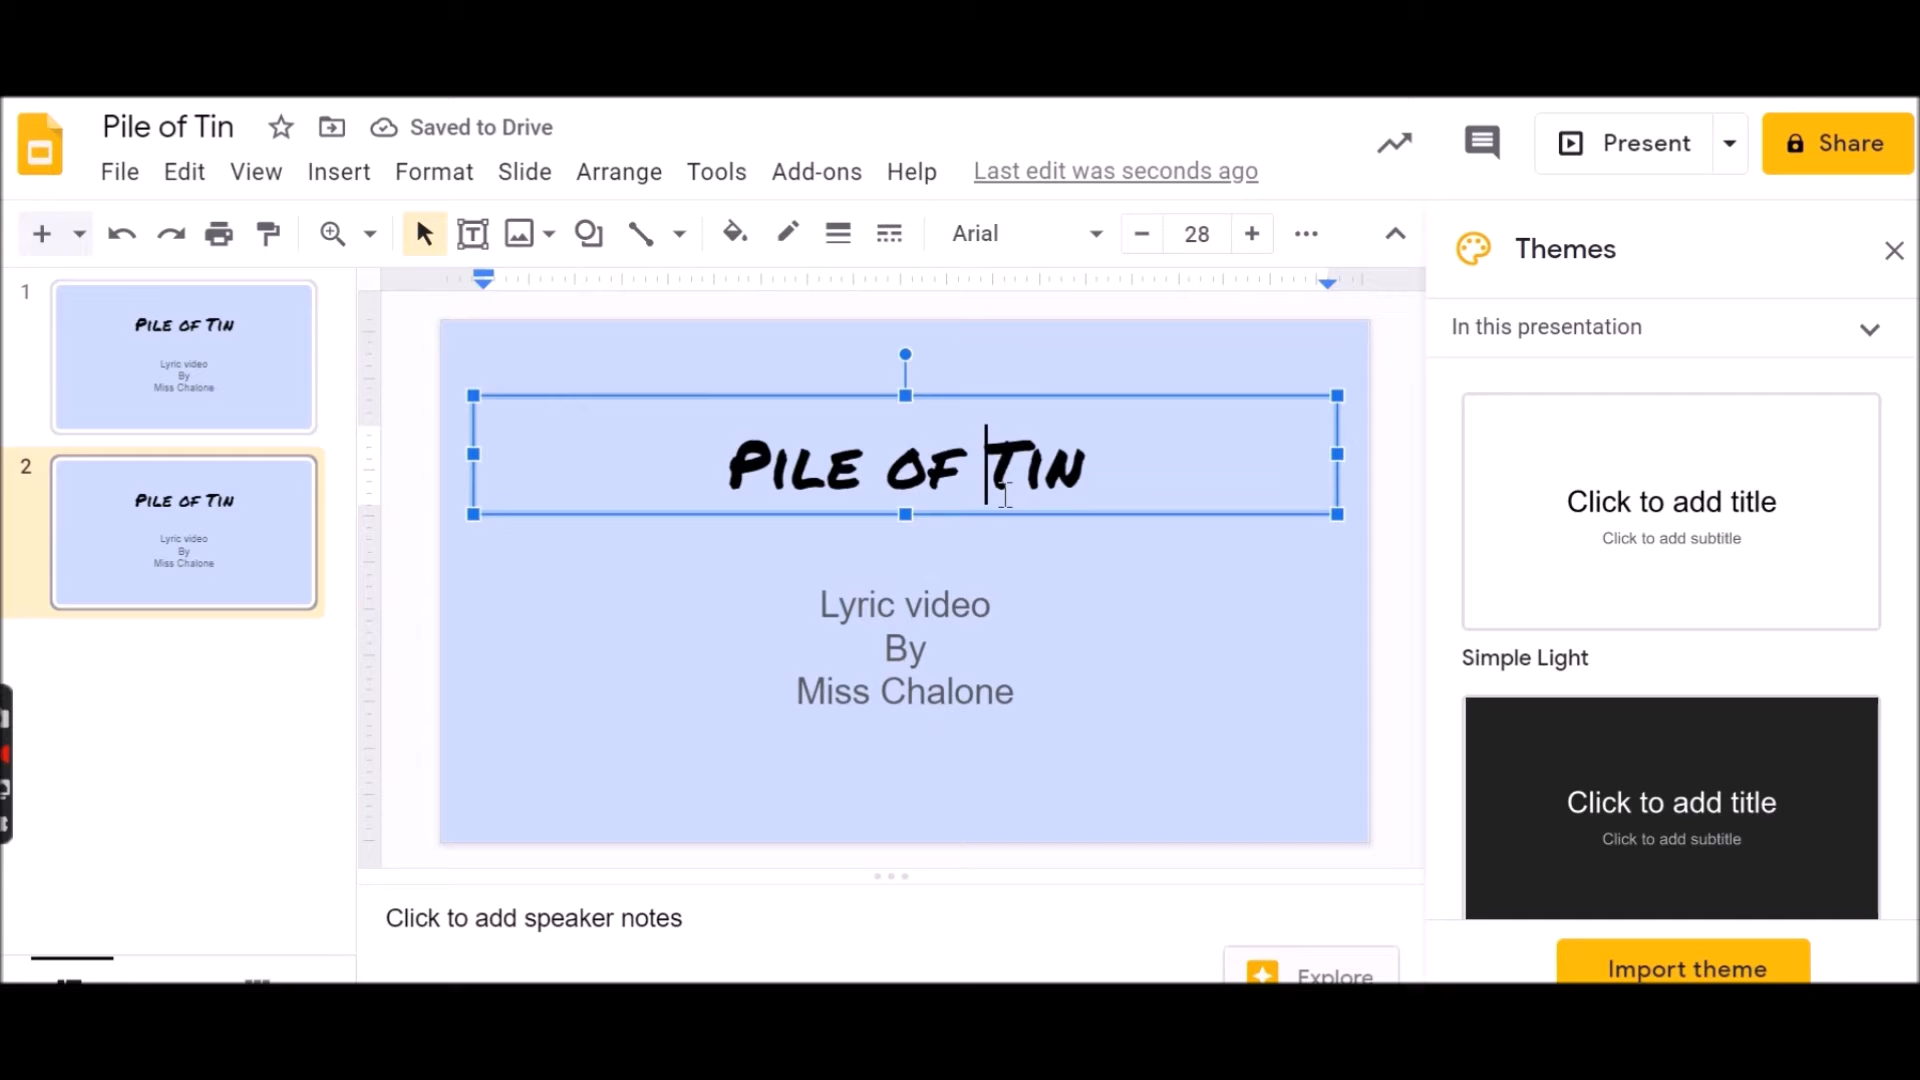 Pile of Tin
Saved to Drive
File Edit View Insert Format Slide Arrange Tools Add-ons Help Last edit was seconds ago
Present
Share
Arial
28
Themes
In this presentation
1
PILE OF TIN
Lyric video
By
Miss Chalone
2
PILE OF TIN
Lyric video
By
Miss Chalone
PILE OF TIN
Lyric video
By
Miss Chalone
Click to add title
Click to add subtitle
Simple Light
Click to add title
Click to add subtitle
Click to add speaker notes
Explore
Import theme